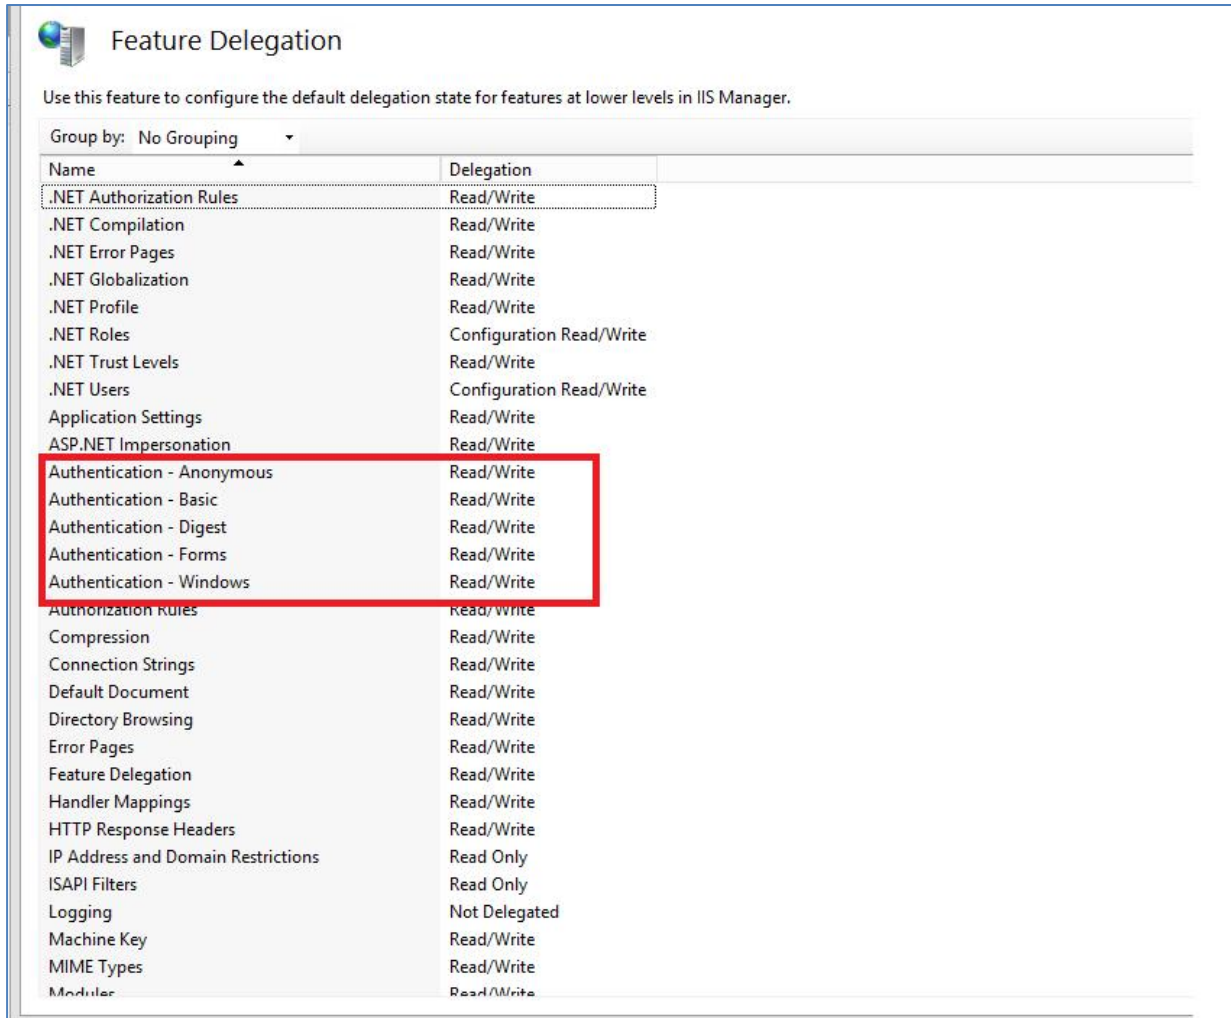 Feature Delegation
Use this feature to configure the default delegation state for features at lower levels in IIS Manager.
Group by: No Grouping
Name Delegation
.NET Authorization Rules Read/Write
.NET Compilation Read/Write
.NET Error Pages Read/Write
.NET Globalization Read/Write
.NET Profile Read/Write
.NET Roles Configuration Read/Write
.NET Trust Levels Read/Write
.NET Users Configuration Read/Write
Application Settings Read/Write
ASP.NET Impersonation Read/Write
Authentication - Anonymous Read/Write
Authentication - Basic Read/Write
Authentication - Digest Read/Write
Authentication - Forms Read/Write
Authentication - Windows Read/Write
Authorization Rules Read/Write
Compression Read/Write
Connection Strings Read/Write
Default Document Read/Write
Directory Browsing Read/Write
Error Pages Read/Write
Feature Delegation Read/Write
Handler Mappings Read/Write
HTTP Response Headers Read/Write
IP Address and Domain Restrictions Read Only
ISAPI Filters Read Only
Logging Not Delegated
Machine Key Read/Write
MIME Types Read/Write
Modules Read/Write